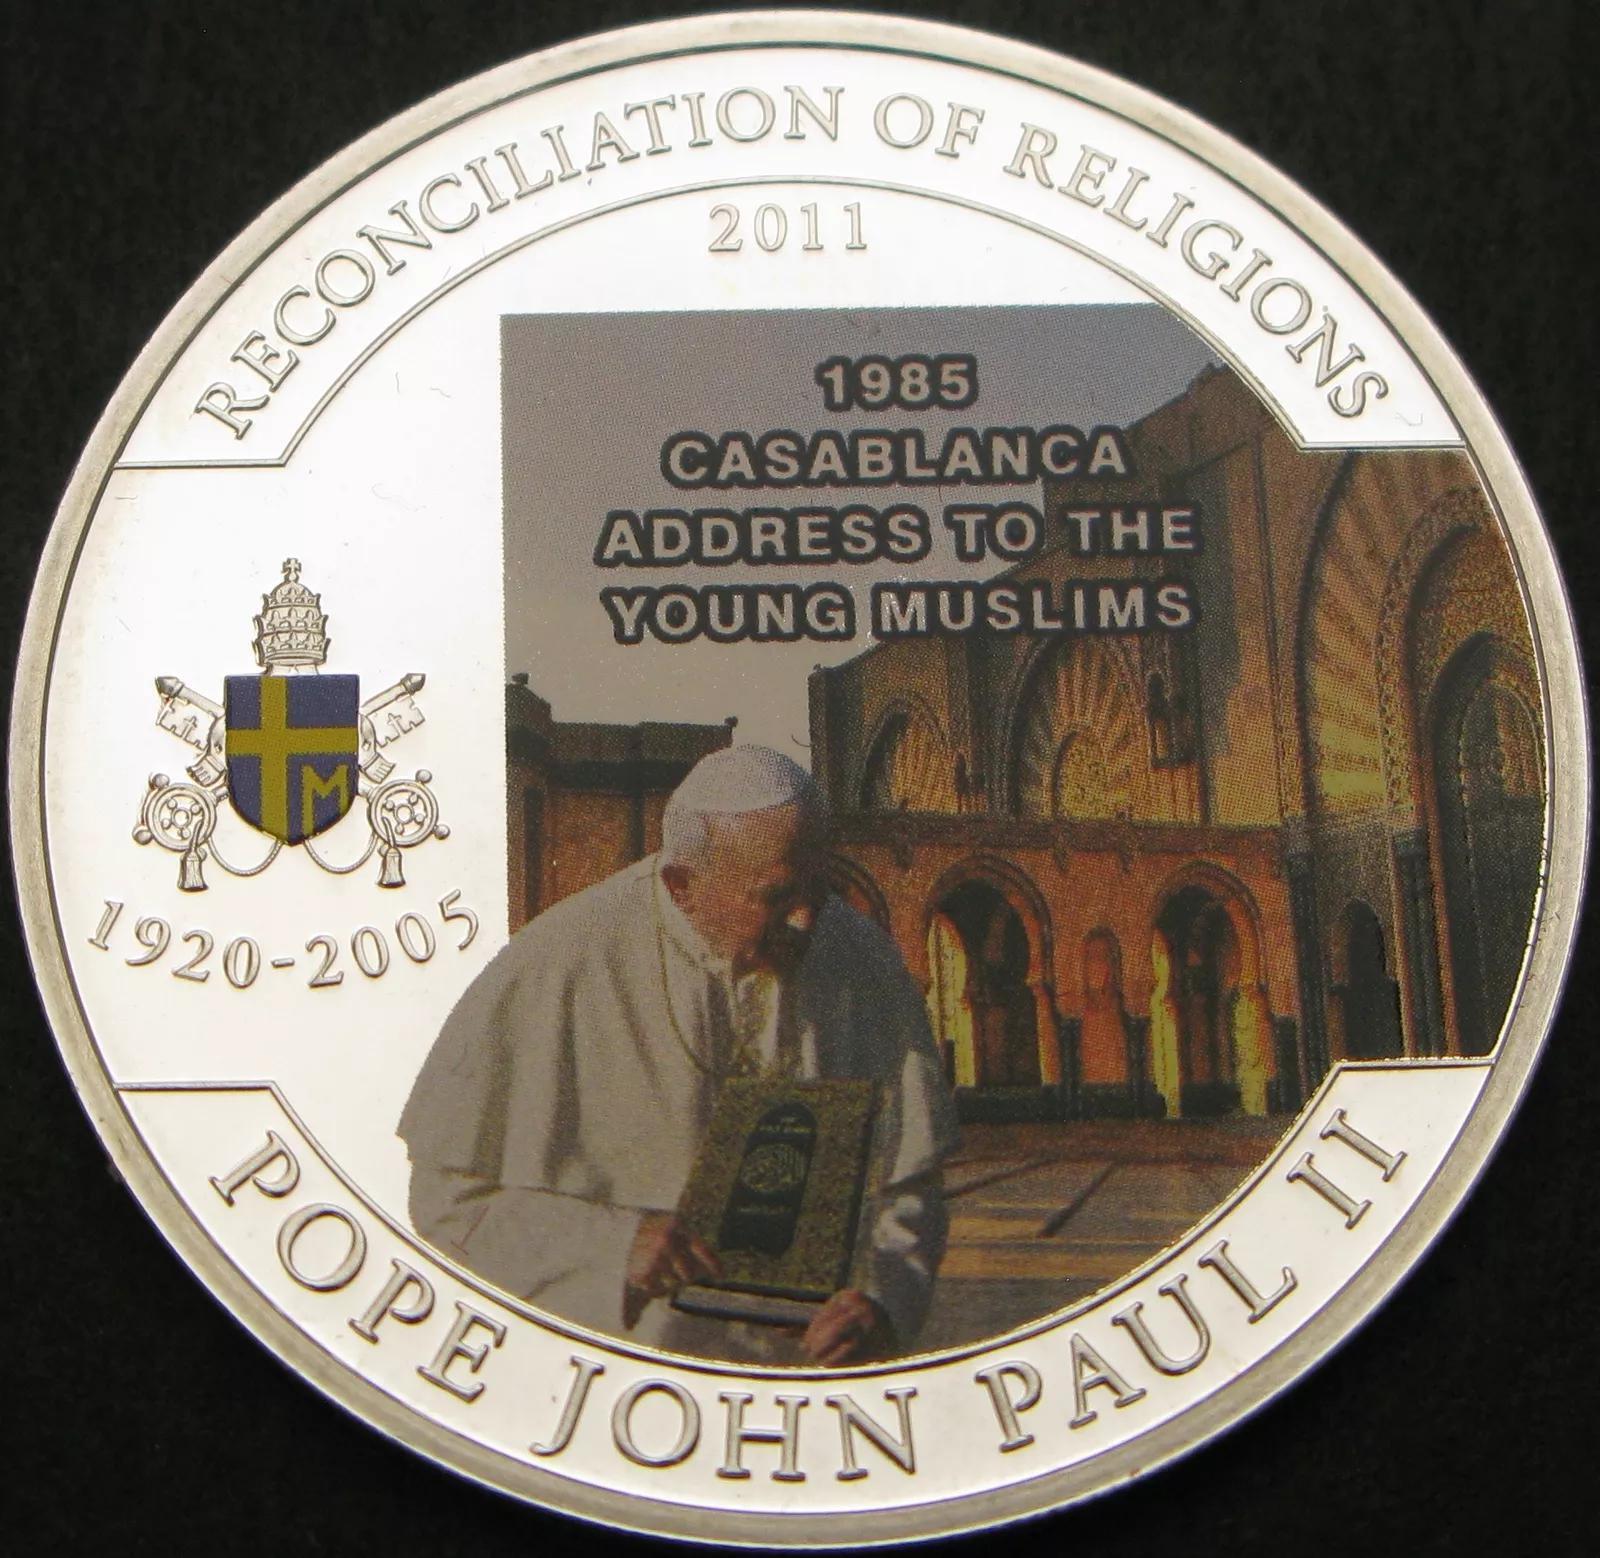 RECONCILIATION OF RELIGIONS
2011
1985
CASABLANCA
ADDRESS TO THE
YOUNG MUSLIMS
M
1920-2005
POPE JOHN PAUL II